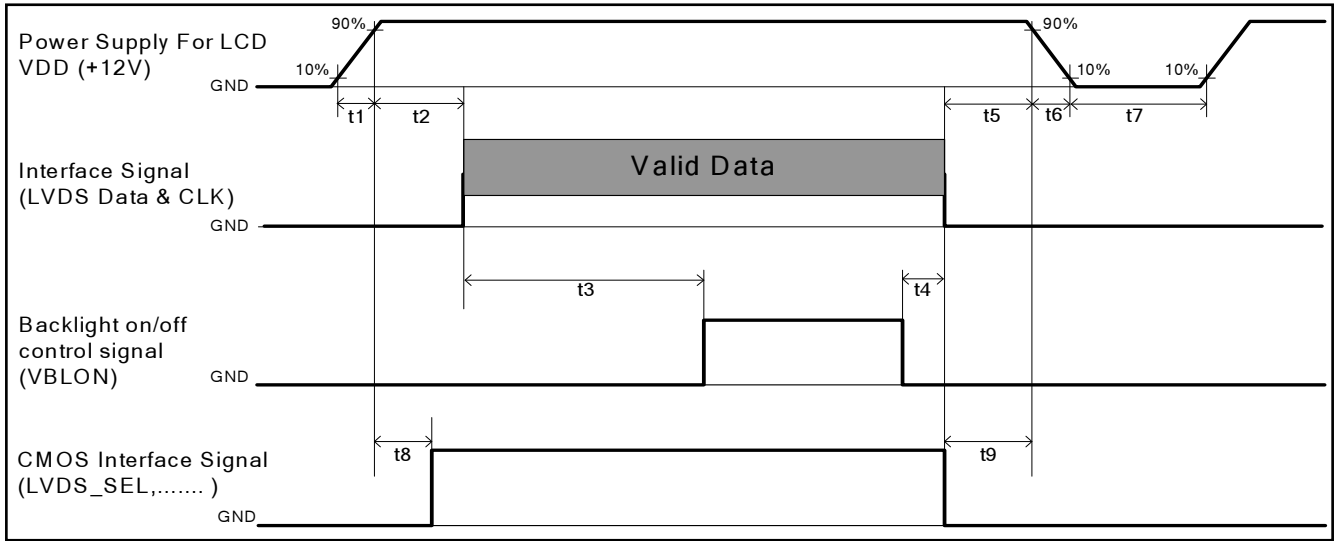 Power Supply For LCD
VDD (+12V)
GND
10%
90%
90%
10%
10%
t1
t2
t5
t6
t7
Interface Signal
(LVDS Data & CLK)
GND
Valid Data
t3
t4
Backlight on/off
control signal
(VBLON)
GND
t8
t9
CMOS Interface Signal
(LVDS_SEL,....... )
GND